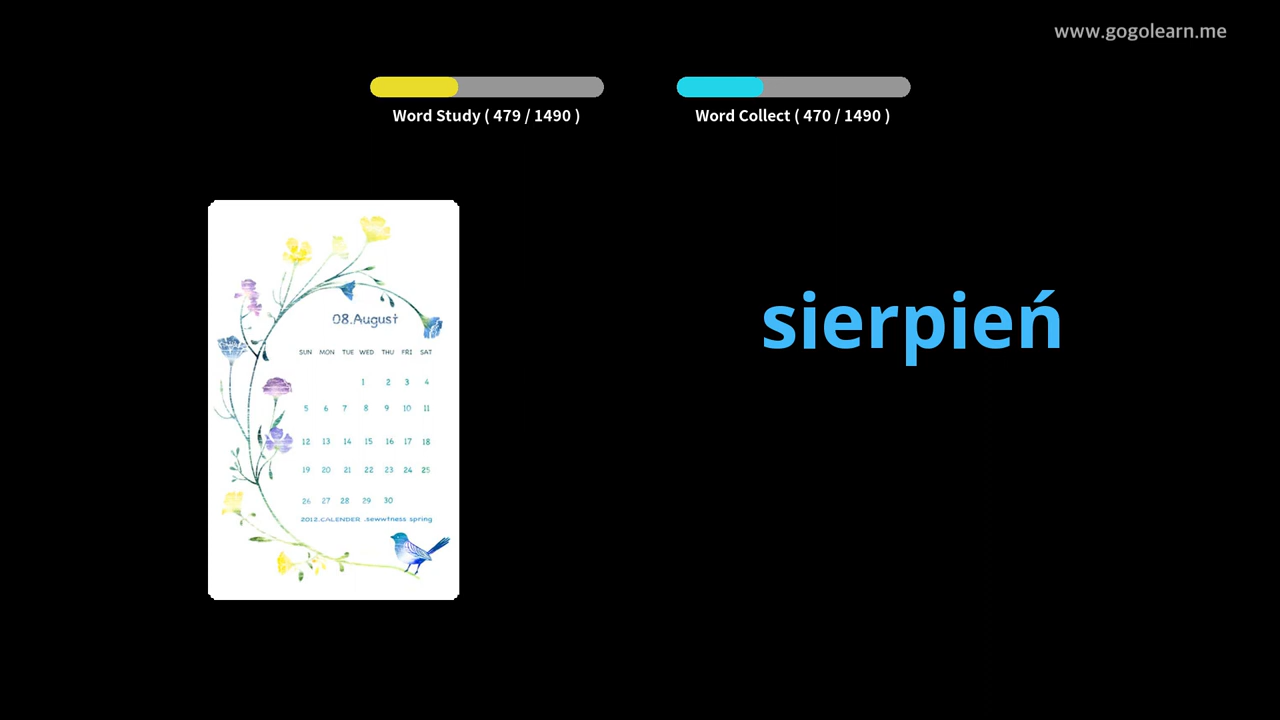 www.gogolearn.me
Word Study ( 479 / 1490 )
Word Collect ( 470 / 1490 )
08.August
SUN MON TUE WED THU FRI SAT
1 2 3 4
5 6 7 8 9 10 11
12 13 14 15 16 17 18
19 20 21 22 23 24 25
26 27 28 29 30
2012.CALENDER .sewwtness spring
sierpień